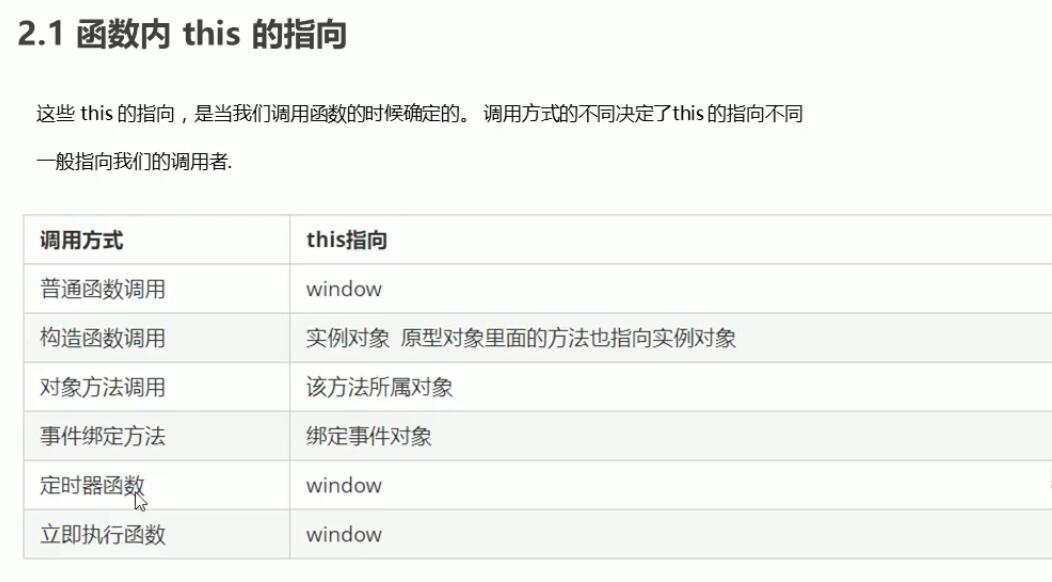 2.1 函数内 this 的指向
这些 this 的指向，是当我们调用函数的时候确定的。 调用方式的不同决定了this 的指向不同
一般指向我们的调用者.
调用方式 this指向
普通函数调用 window
构造函数调用 实例对象 原型对象里面的方法也指向实例对象
对象方法调用 该方法所属对象
事件绑定方法 绑定事件对象
定时器函数 window
立即执行函数 window